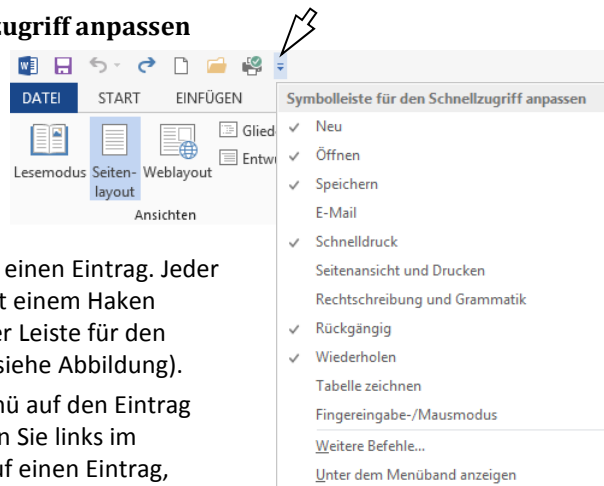 zugriff anpassen
DATEI START EINFÜGEN
Lesemodus Seiten-
layout Weblayout
Glied
Entwu
Ansichten
Symbolleiste für den Schnellzugriff anpassen
Neu
Öffnen
Speichern
E-Mail
Schnelldruck
Seitenansicht und Drucken
Rechtschreibung und Grammatik
Rückgängig
Wiederholen
Tabelle zeichnen
Fingereingabe-/Mausmodus
Weitere Befehle...
Unter dem Menüband anzeigen
einen Eintrag. Jeder
t einem Haken
er Leiste für den
siehe Abbildung).
nü auf den Eintrag
n Sie links im
uf einen Eintrag,